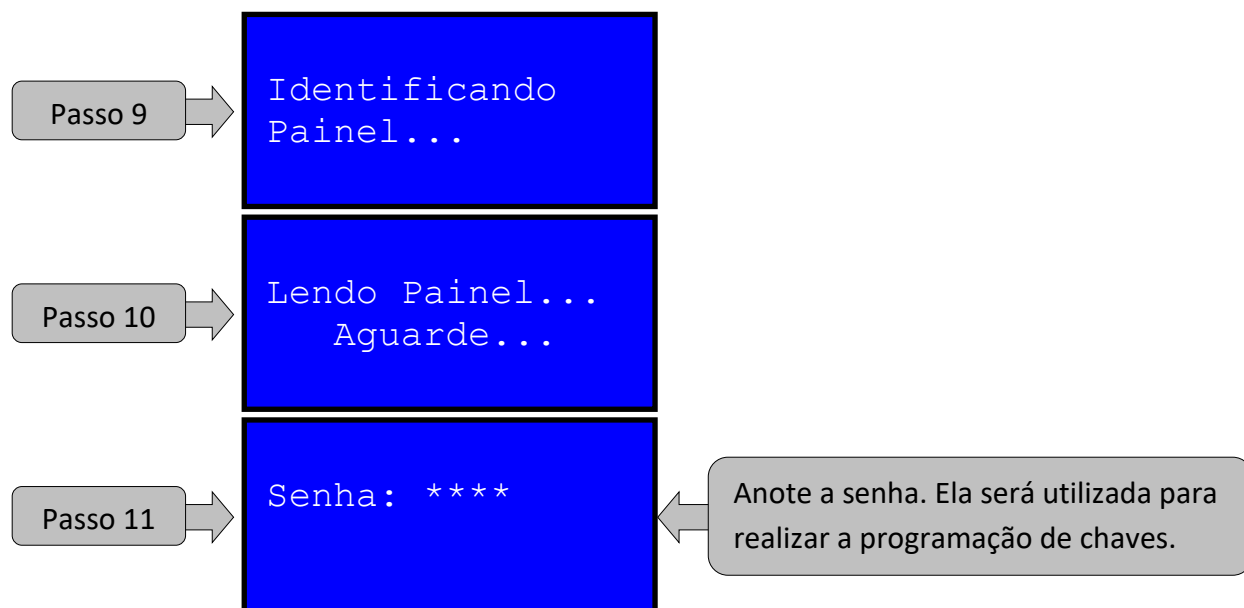 Passo 9
Identificando
Painel...
Passo 10
Lendo Painel...
Aguarde...
Passo 11
Senha: ****
Anote a senha. Ela será utilizada para
realizar a programação de chaves.